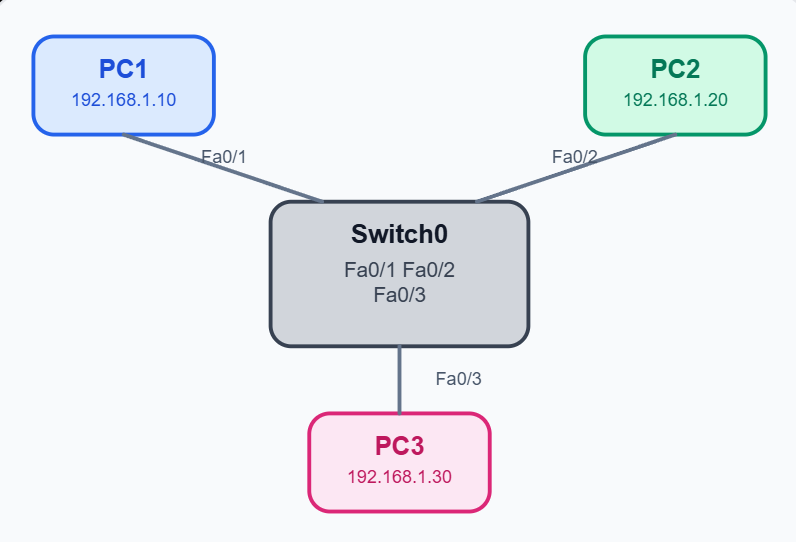 PC1
192.168.1.10
PC2
192.168.1.20
Fa0/1
Fa0/2
Switch0
Fa0/1 Fa0/2
Fa0/3
Fa0/3
PC3
192.168.1.30